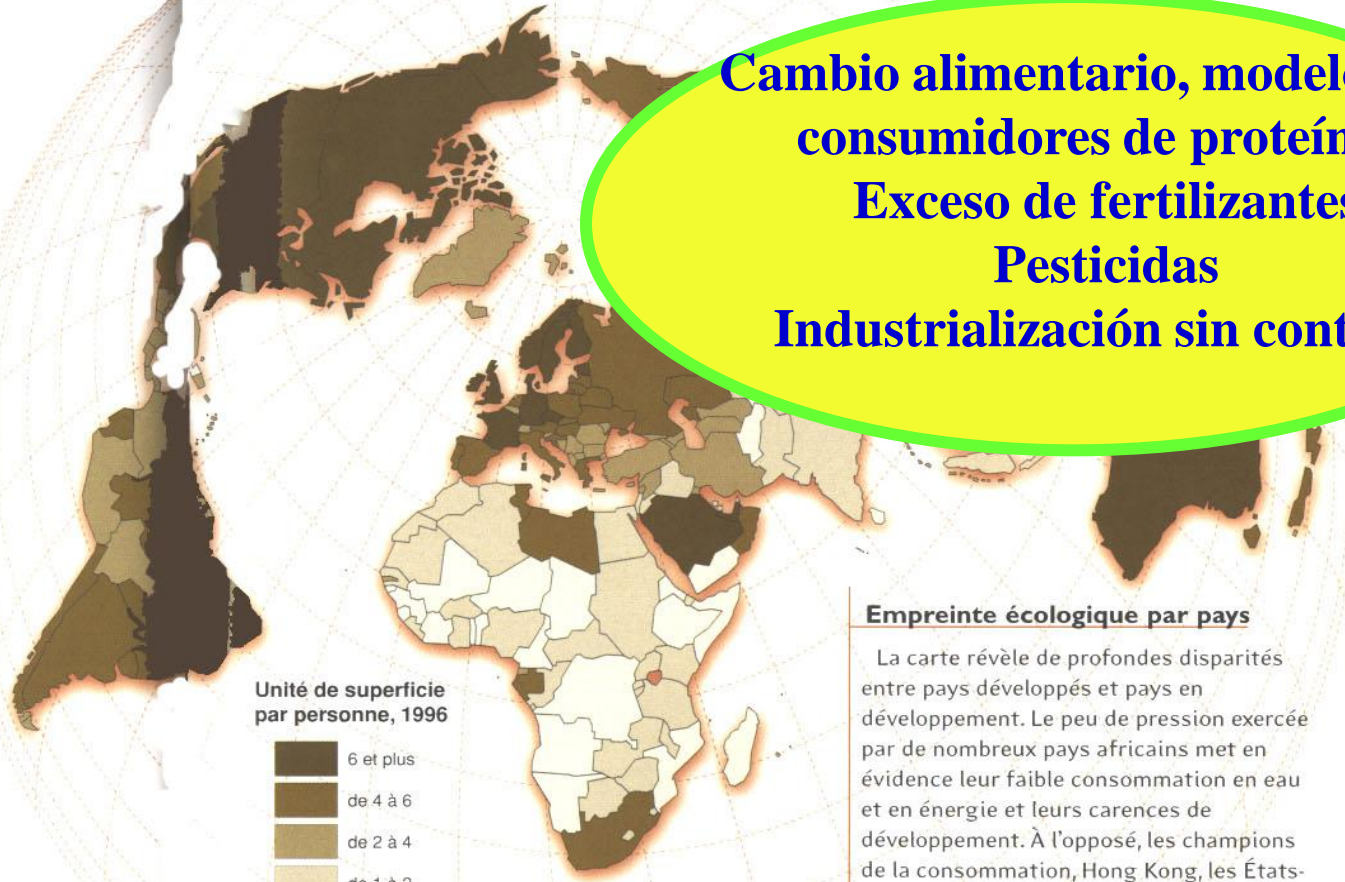 Cambio alimentario,
consumidores de
Exceso de
Pesticidas
Industrialización sin
Empreinte écologique par pays
La carte révèle de profondes disparités
entre pays développés et pays en
développement. Le peu de pression exercée
par de nombreux pays africains met en
évidence leur faible consommation en eau
et en énergie et leurs carences de
développement. À l'opposé, les champions
de la consommation, Hong Kong, les États-
Unité de superficie
par personne, 1996
6 et plus
de 4 à 6
de 2 à 4